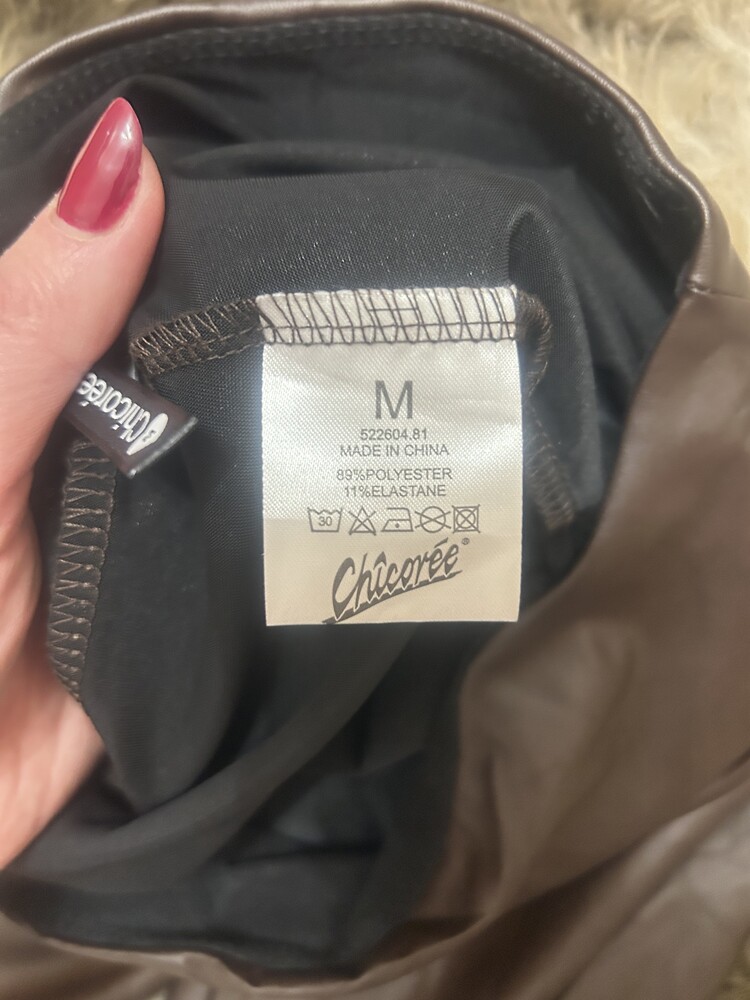 M
522604.81
MADE IN CHINA
89%POLYESTER
11%ELASTANE
30
Chîcorée®
Chicorée